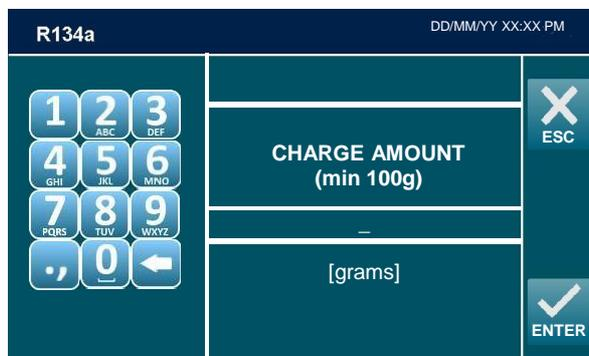 R134a
DD/MM/YY XX:XX PM
1 2 3
ABC DEF
4 5 6
GHI JKL MNO
7 8 9
PQRS TUV WXYZ
., 0
CHARGE AMOUNT
(min 100g)
_
[grams]
ESC
ENTER